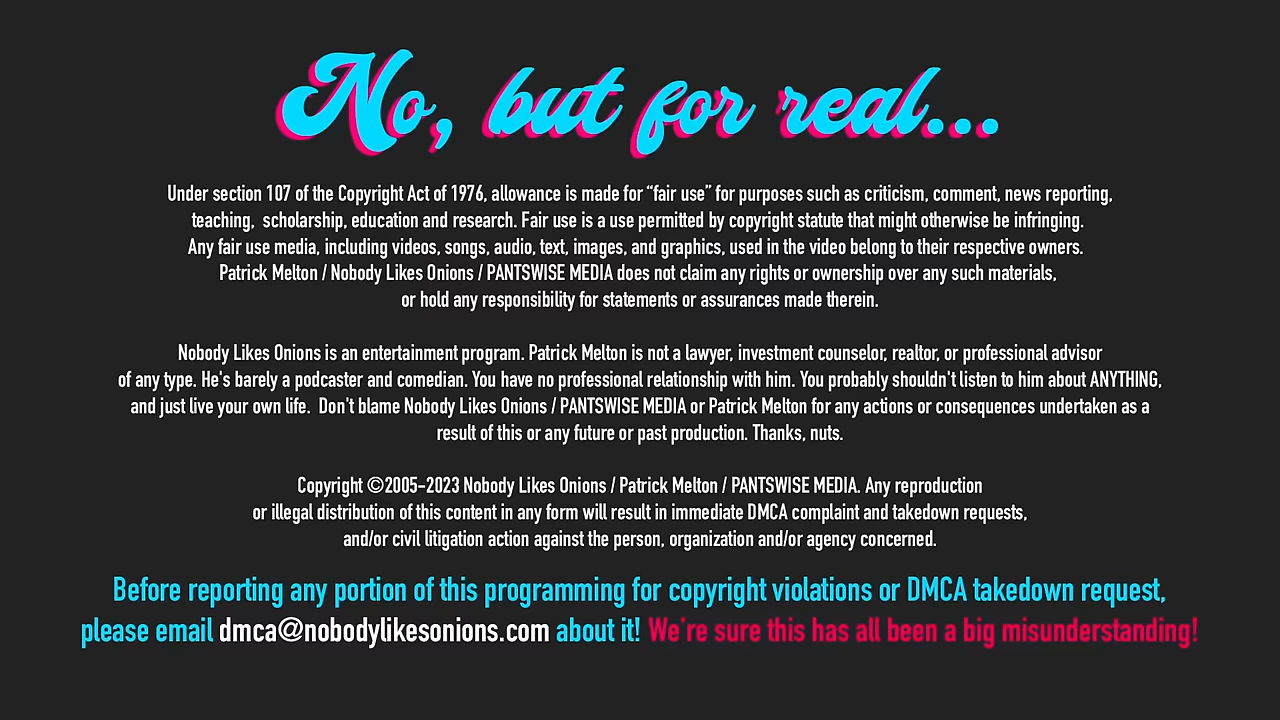 No, but for real...
Under section 107 of the Copyright Act of 1976, allowance is made for “fair use” for purposes such as criticism, comment, news reporting,
teaching,  scholarship, education and research. Fair use is a use permitted by copyright statute that might otherwise be infringing.
Any fair use media, including videos, songs, audio, text, images, and graphics, used in the video belong to their respective owners.
Patrick Melton / Nobody Likes Onions / PANTSWISE MEDIA does not claim any rights or ownership over any such materials,
or hold any responsibility for statements or assurances made therein.
Nobody Likes Onions is an entertainment program. Patrick Melton is not a lawyer, investment counselor, realtor, or professional advisor
of any type. He's barely a podcaster and comedian. You have no professional relationship with him. You probably shouldn't listen to him about ANYTHING,
and just live your own life.  Don't blame Nobody Likes Onions / PANTSWISE MEDIA or Patrick Melton for any actions or consequences undertaken as a
result of this or any future or past production. Thanks, nuts.
Copyright ©2005-2023 Nobody Likes Onions / Patrick Melton / PANTSWISE MEDIA. Any reproduction
or illegal distribution of this content in any form will result in immediate DMCA complaint and takedown requests,
and/or civil litigation action against the person, organization and/or agency concerned.
Before reporting any portion of this programming for copyright violations or DMCA takedown request,
please email dmca@nobodylikesonions.com about it! We're sure this has all been a big misunderstanding!